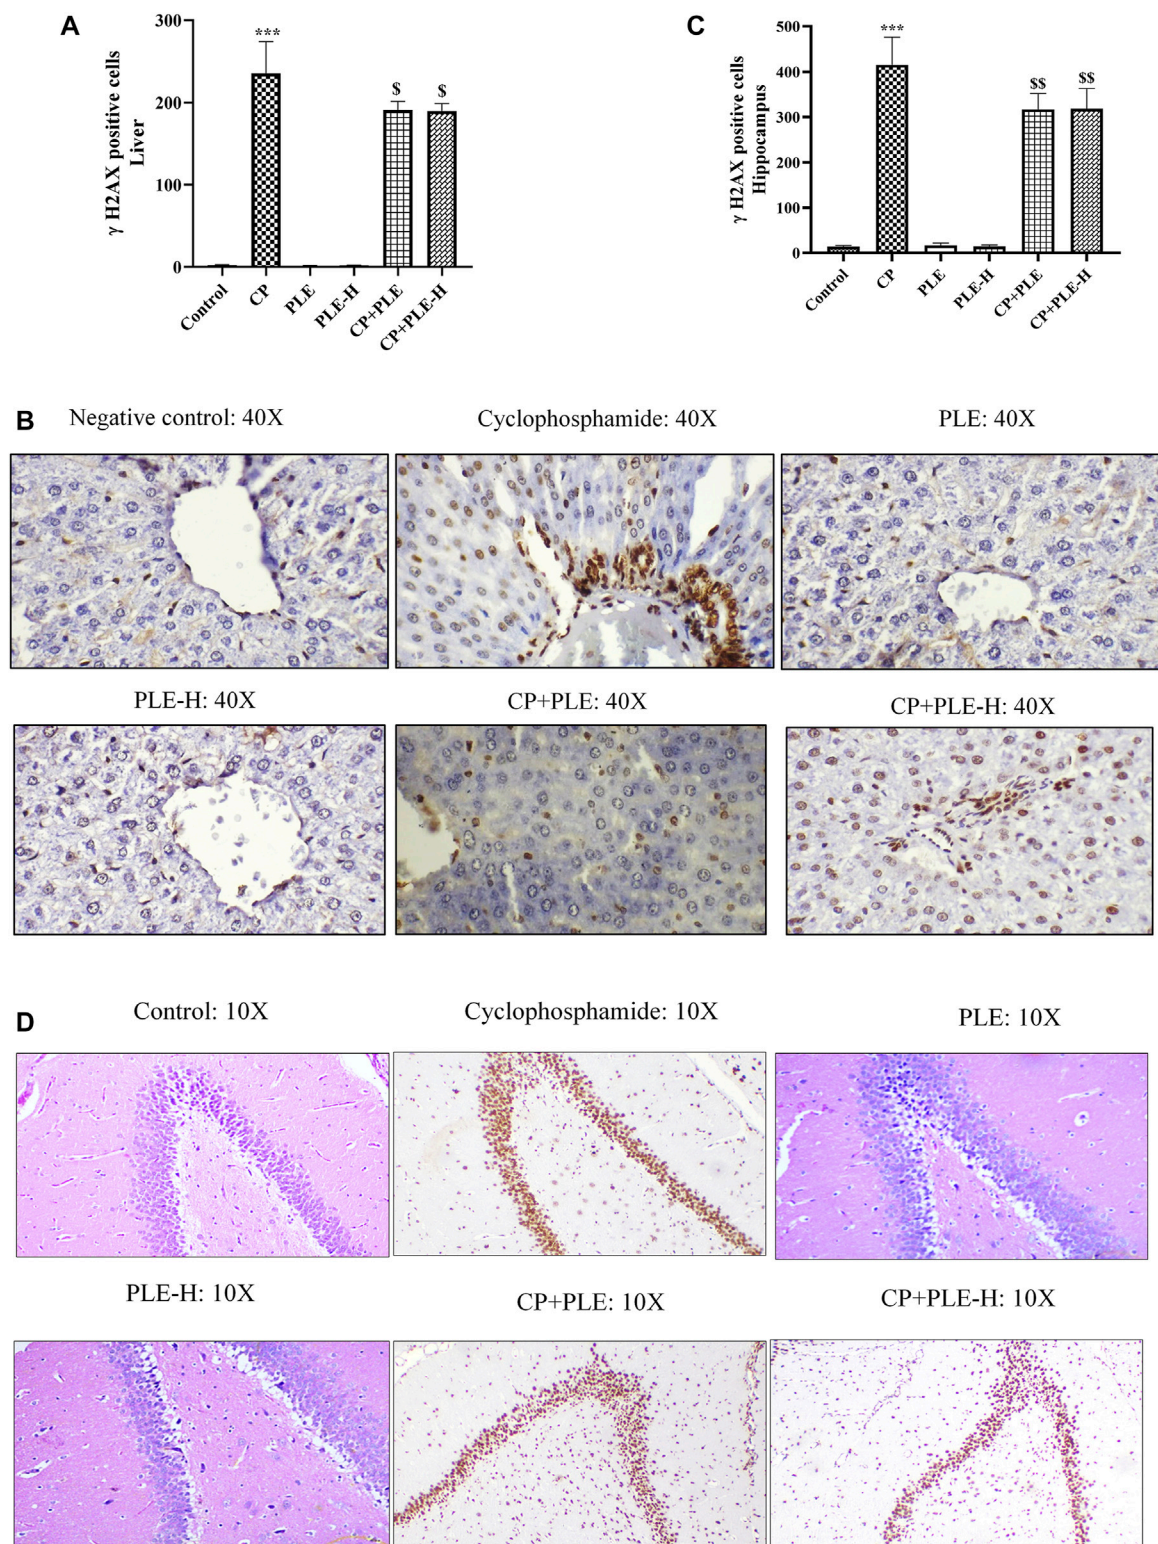 A
γ H2AX positive cells
Liver
300
200
100
0
***
$
$
Control
CP
PLE
PLE-H
CP+PLE
CP+PLE-H
C
γ H2AX positive cells
Hippocampus
500
400
300
200
100
0
***
$$
$$
Control
CP
PLE
PLE-H
CP+PLE
CP+PLE-H
B
Negative control: 40X
Cyclophosphamide: 40X
PLE: 40X
PLE-H: 40X
CP+PLE: 40X
CP+PLE-H: 40X
D
Control: 10X
Cyclophosphamide: 10X
PLE: 10X
PLE-H: 10X
CP+PLE: 10X
CP+PLE-H: 10X